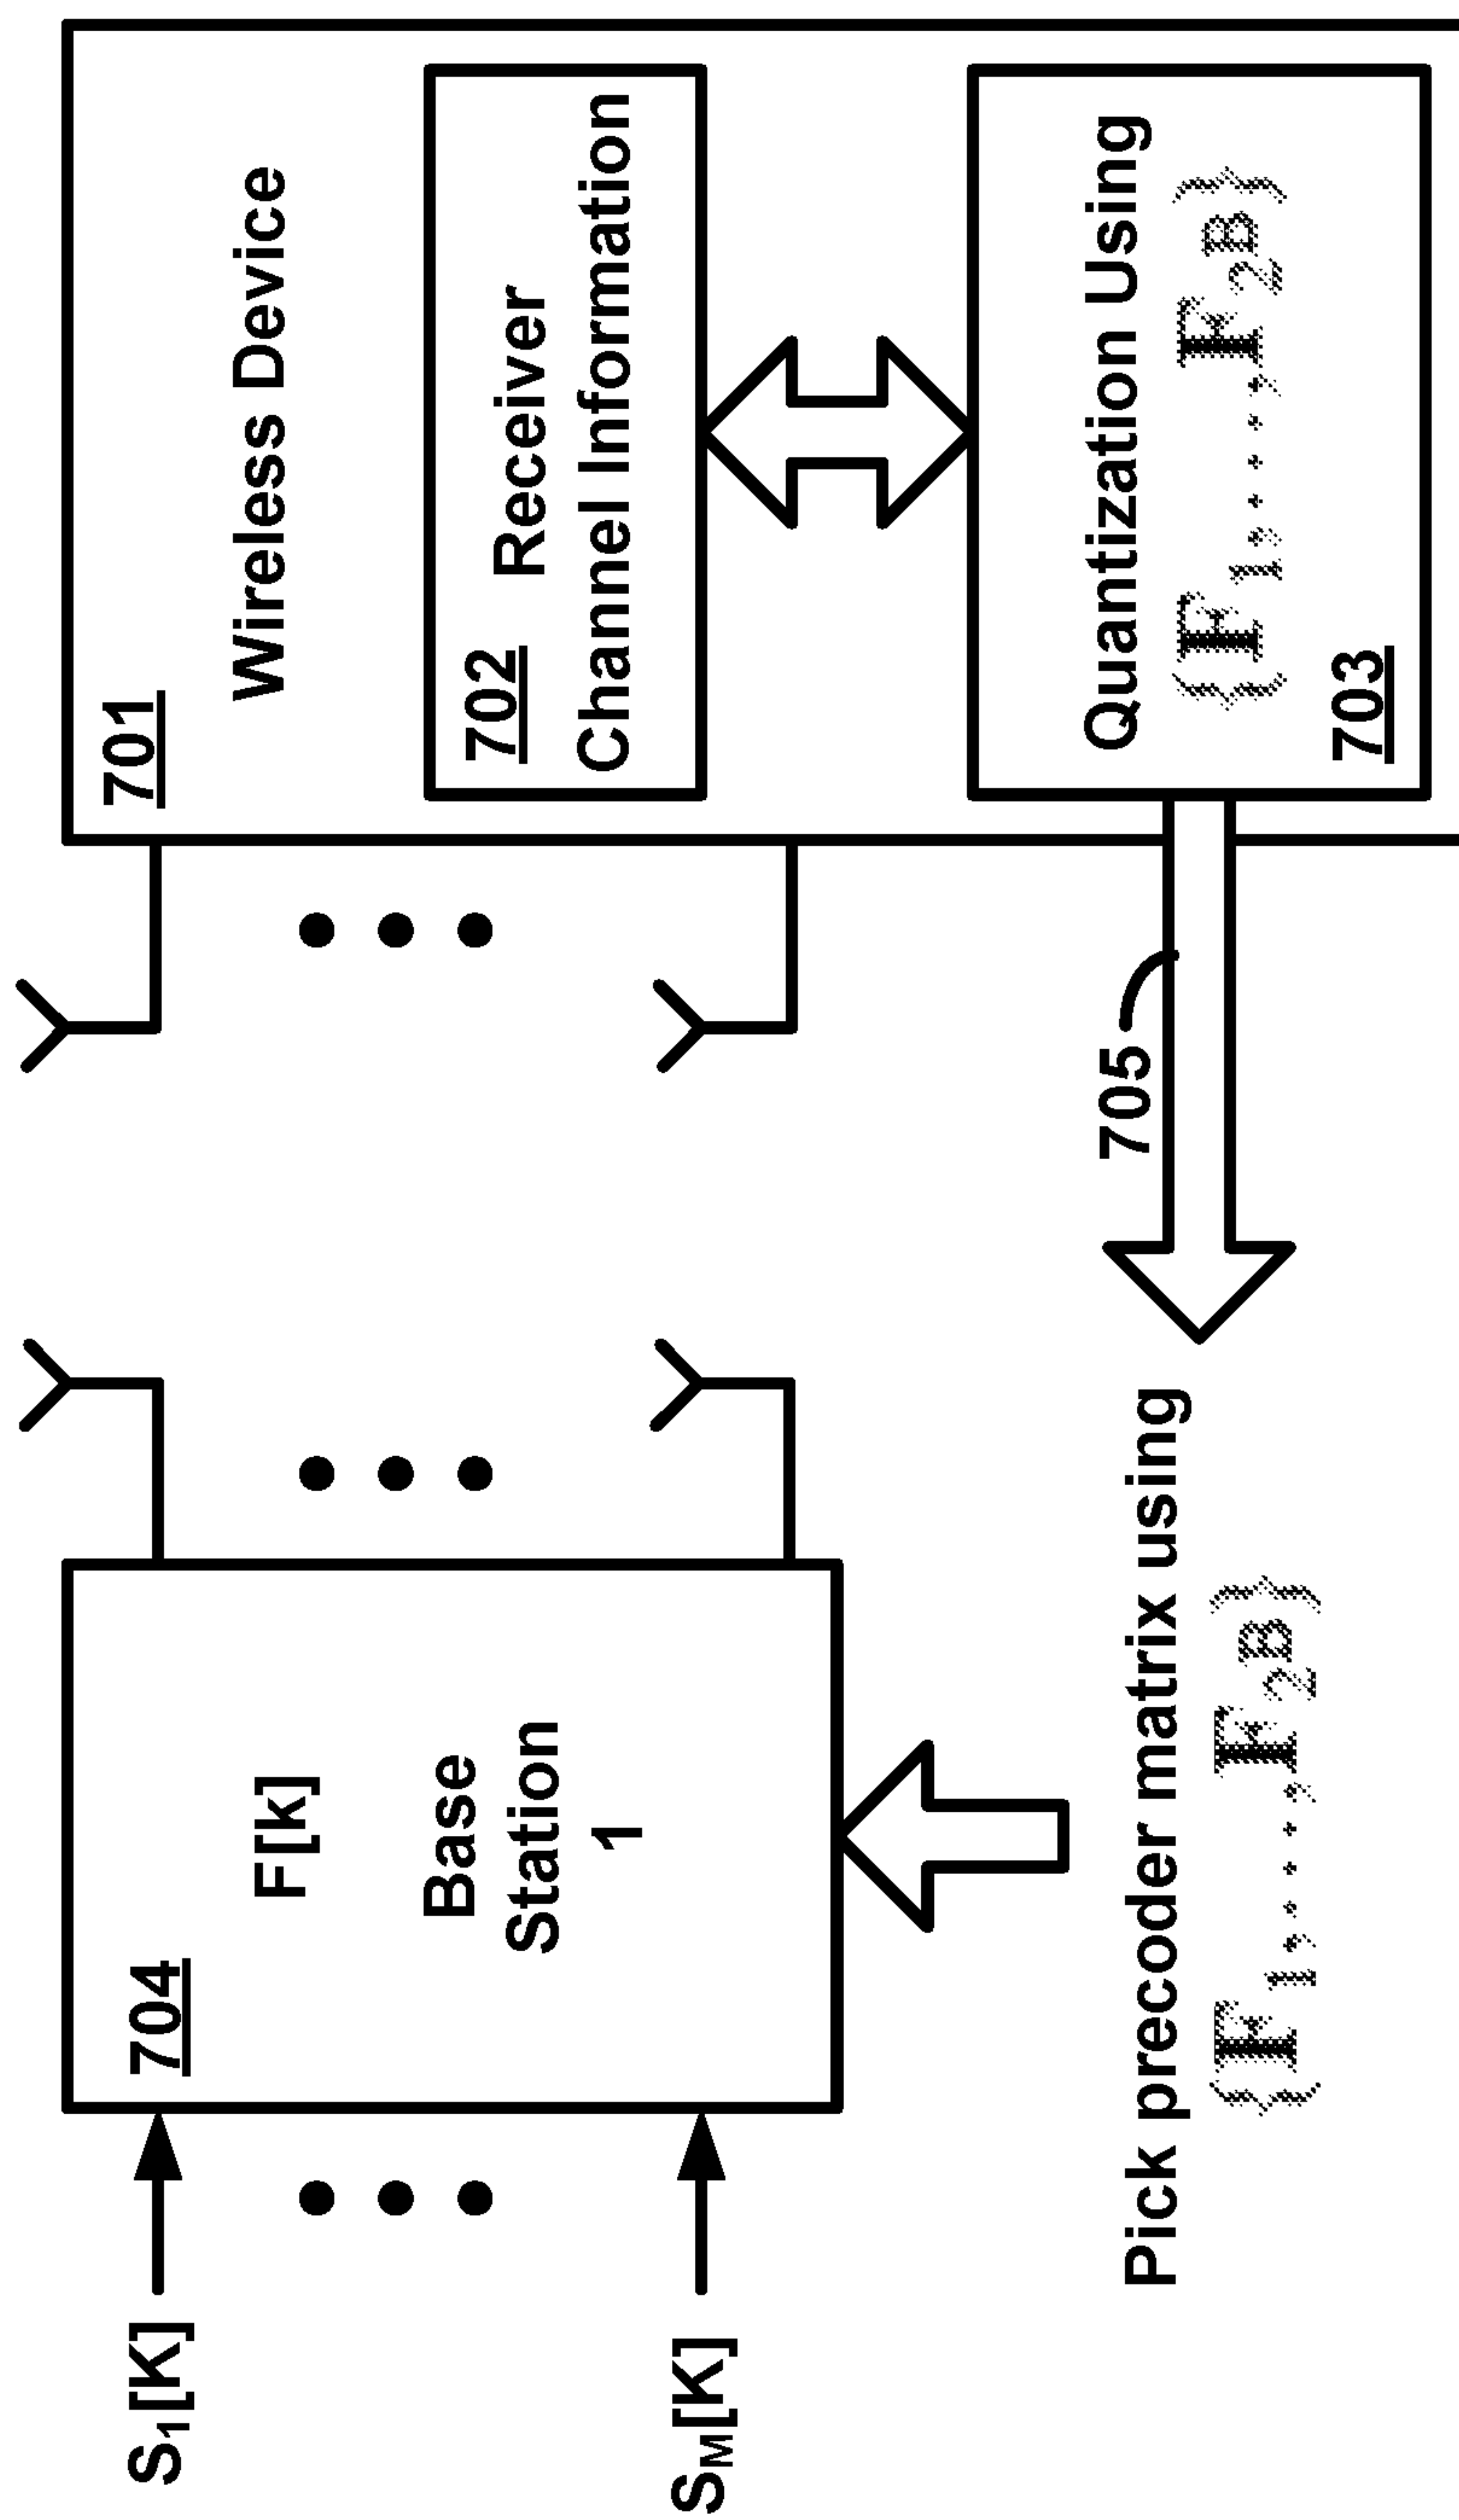 S1[K]
SM[K]
704
F[k]
Base
Station
1
Pick precoder matrix using
{F1,...,F2B}
705
701
Wireless Device
702 Receiver
Channel Information
Quantization Using
{F1,...,F2B}
703